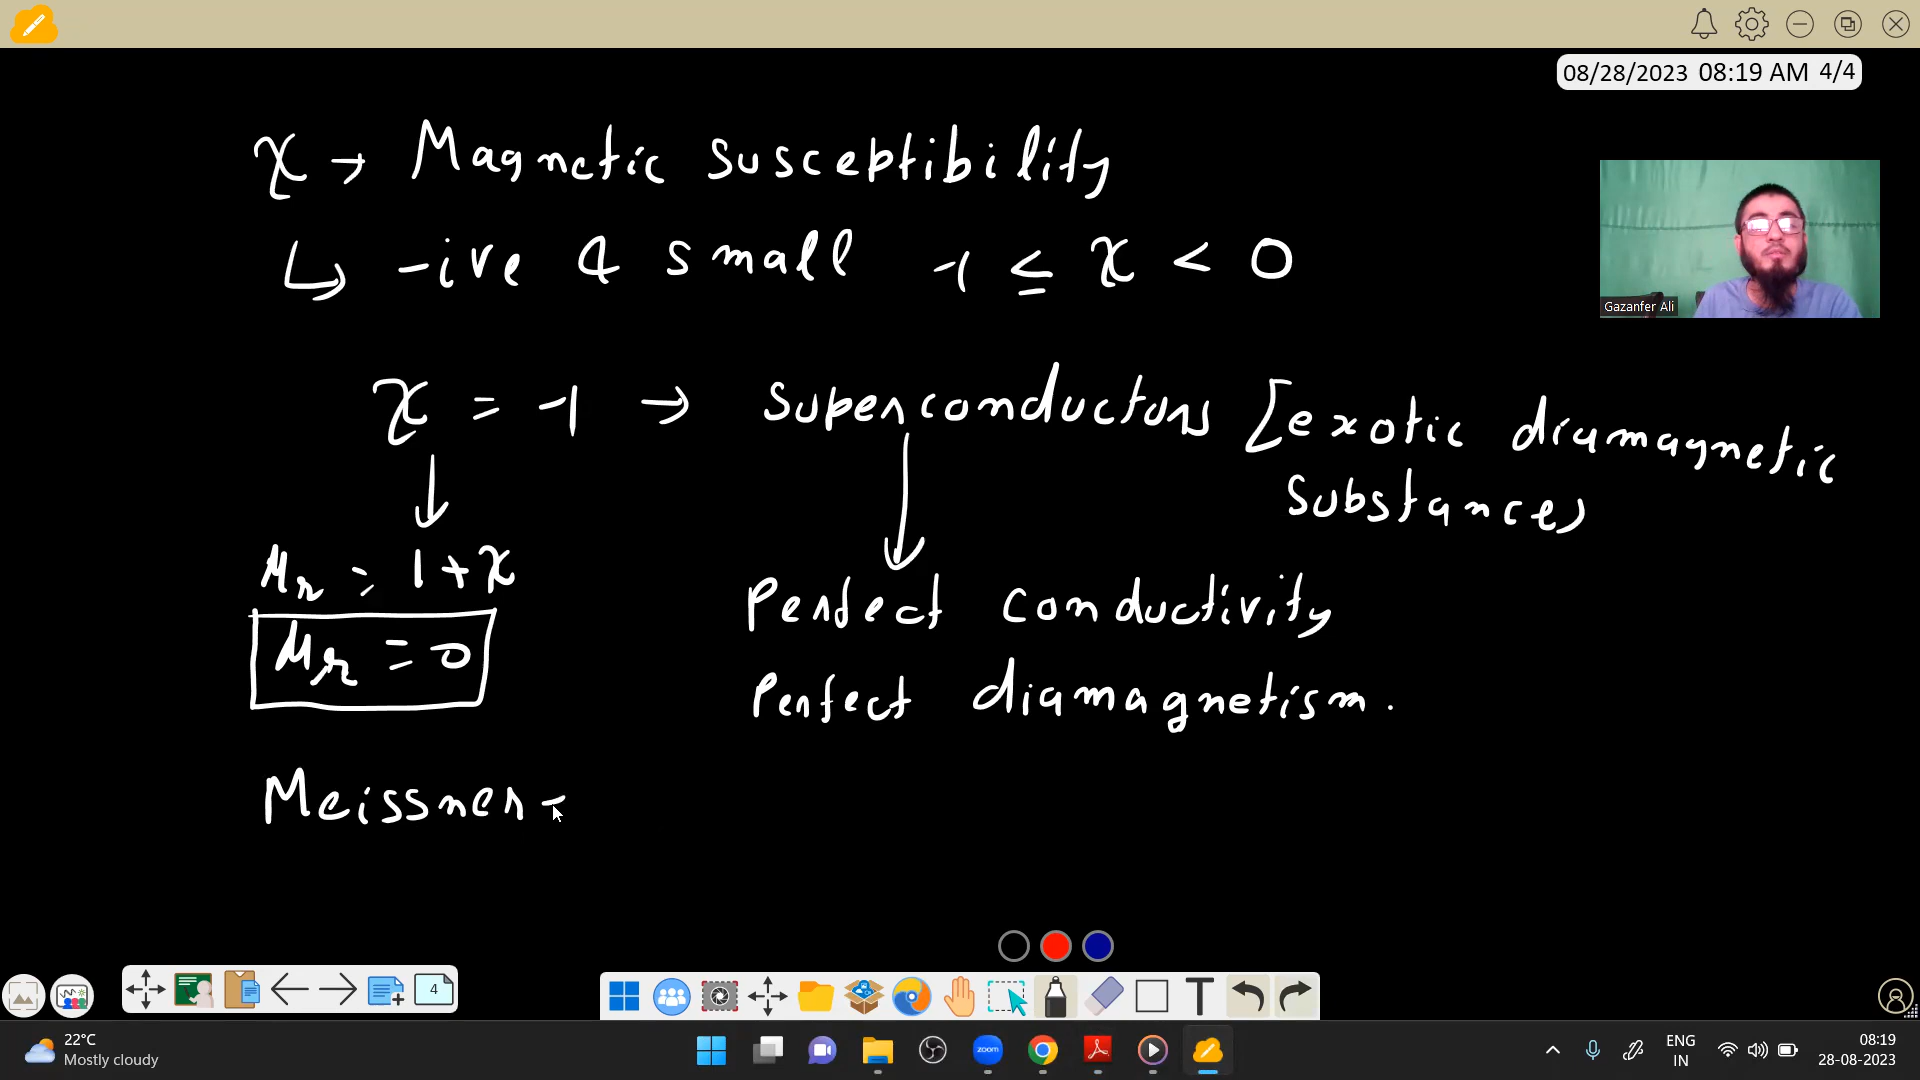 08/28/2023 08:19 AM 4/4
χ → Magnetic susceptibility
↳ -ive & small -1 ≤ χ < 0
Gazanfer Ali
χ = -1 → Superconductors [exotic diamagnetic
Substances
μr = 1+χ
μr = 0
Perfect conductivity
Perfect diamagnetism.
Meissner -
4
T
22°C
Mostly cloudy
zoom
ENG
IN
08:19
28-08-2023